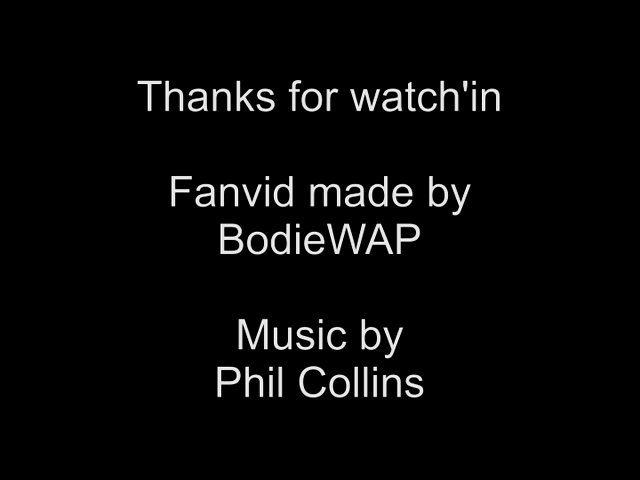 Thanks for watch'in
Fanvid made by
BodieWAP
Music by
Phil Collins